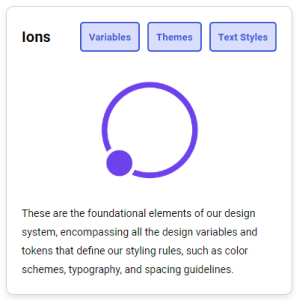 Ions
Variables
Themes
Text Styles
These are the foundational elements of our design
system, encompassing all the design variables and
tokens that define our styling rules, such as color
schemes, typography, and spacing guidelines.